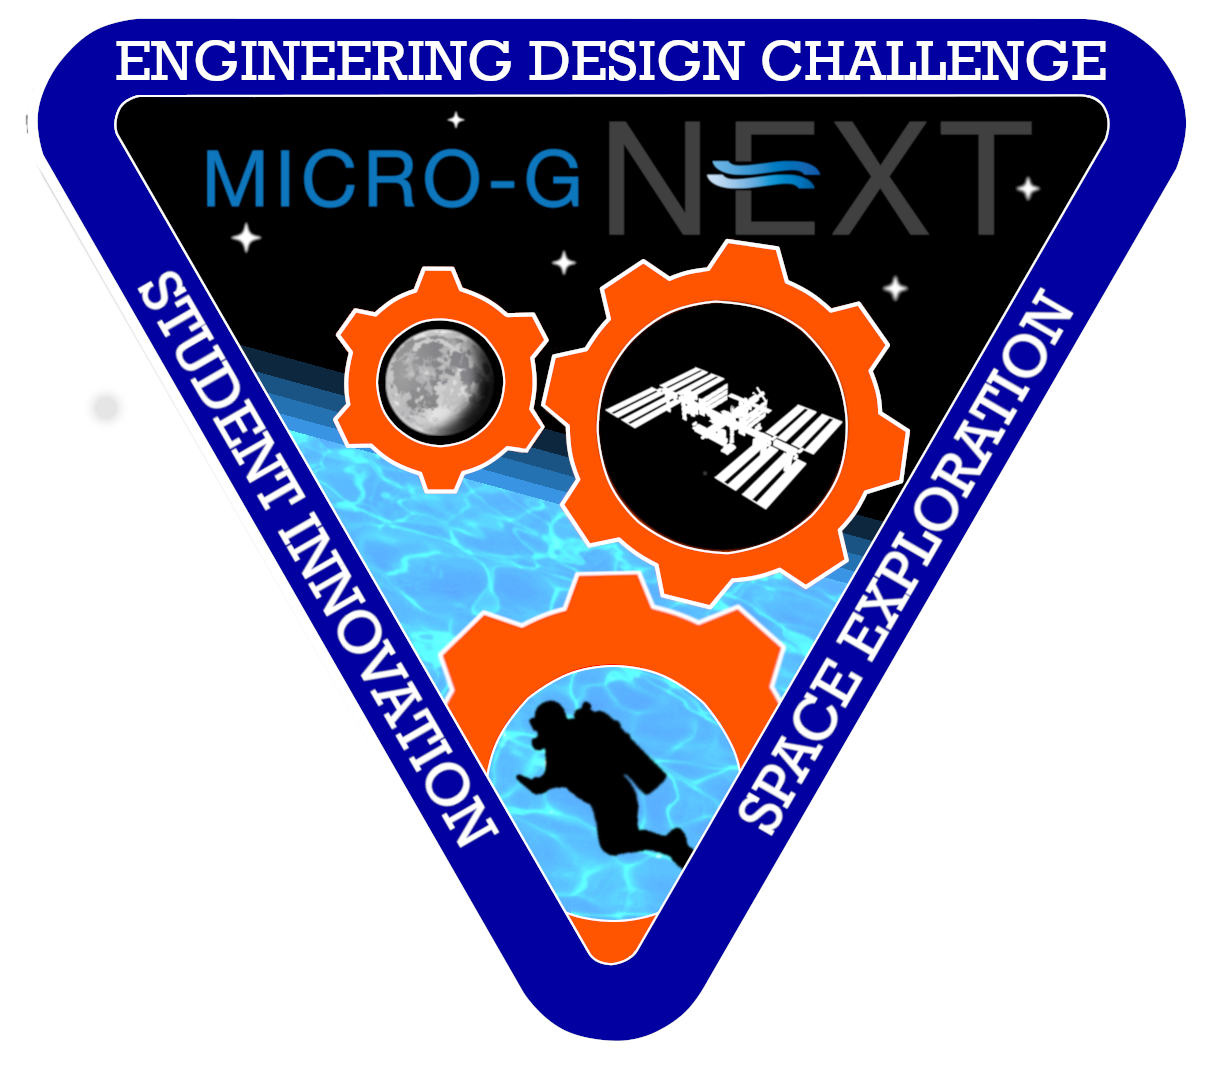 ENGINEERING DESIGN CHALLENGE
MICRO-G NEXT
STUDENT INNOVATION
SPACE EXPLORATION